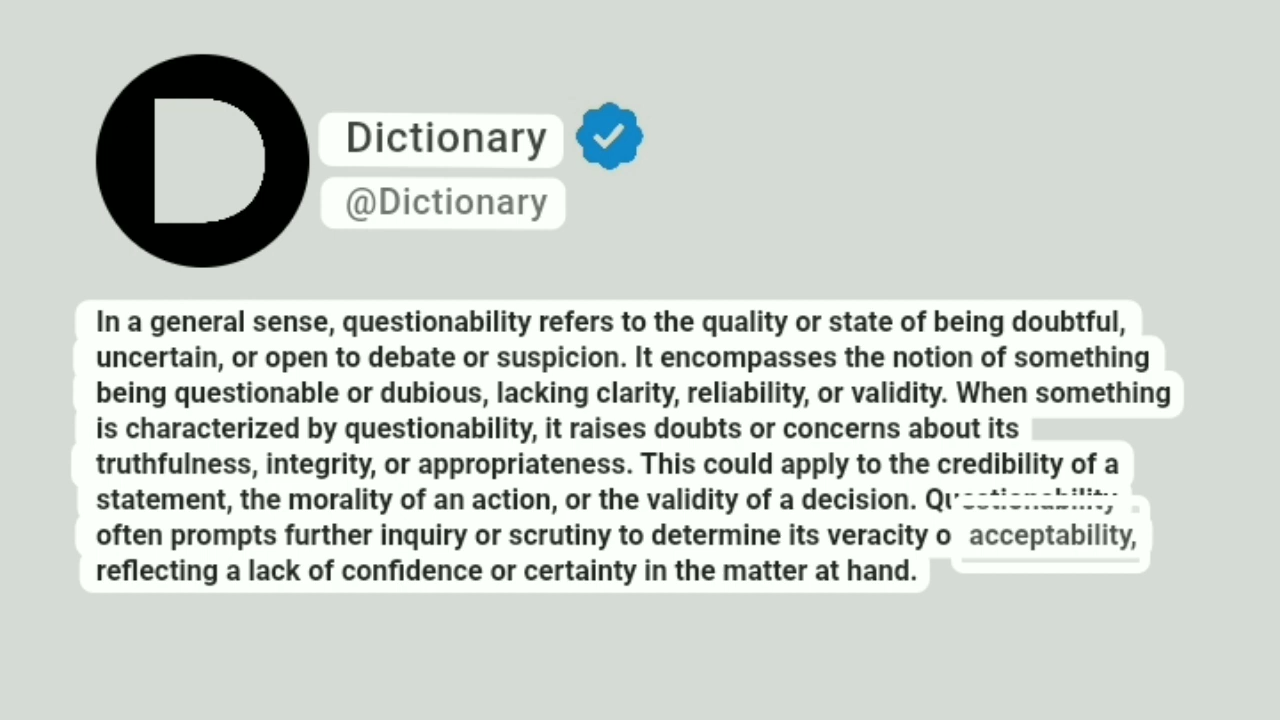 D
Dictionary
@Dictionary
In a general sense, questionability refers to the quality or state of being doubtful,
uncertain, or open to debate or suspicion. It encompasses the notion of something
being questionable or dubious, lacking clarity, reliability, or validity. When something
is characterized by questionability, it raises doubts or concerns about its
truthfulness, integrity, or appropriateness. This could apply to the credibility of a
statement, the morality of an action, or the validity of a decision. Questionability
often prompts further inquiry or scrutiny to determine its veracity o acceptability,
reflecting a lack of confidence or certainty in the matter at hand.